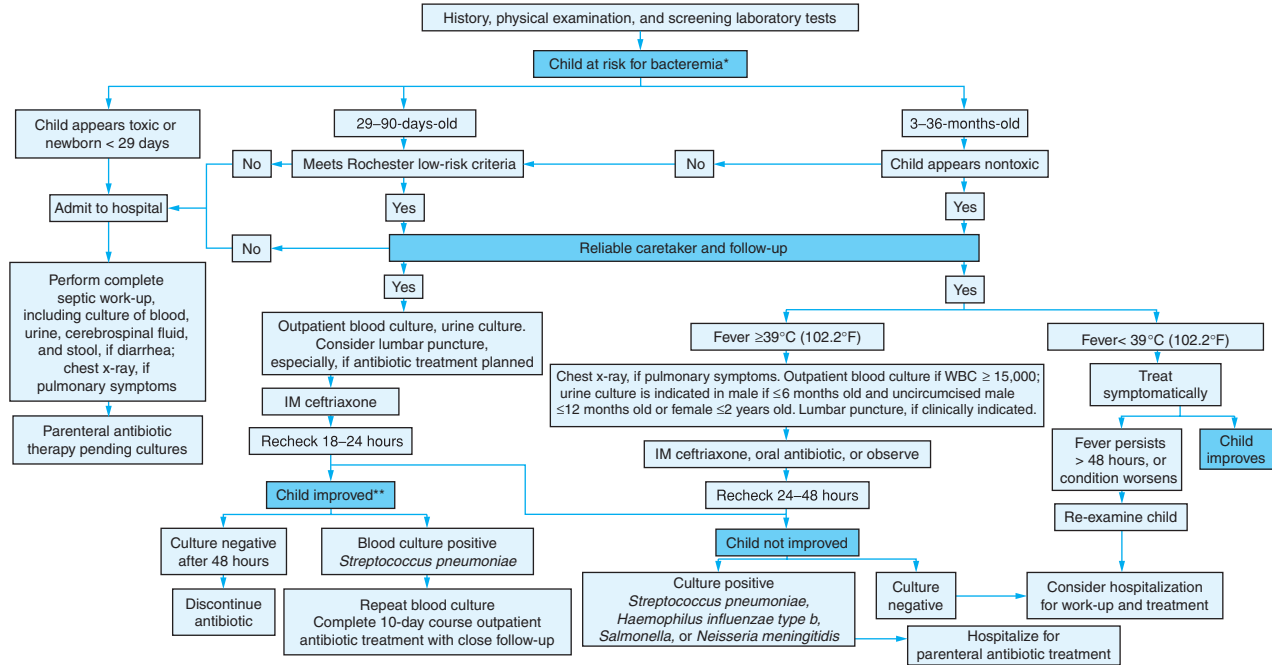 History, physical examination, and screening laboratory tests
Child at risk for bacteremia*
Child appears toxic or
newborn < 29 days
29–90-days-old
3–36-months-old
No
Meets Rochester low-risk criteria
No
Child appears nontoxic
Admit to hospital
Yes
Yes
No
Reliable caretaker and follow-up
Perform complete
septic work-up,
including culture of blood,
urine, cerebrospinal fluid,
and stool, if diarrhea;
chest x-ray, if
pulmonary symptoms
Parenteral antibiotic
therapy pending cultures
Yes
Yes
Outpatient blood culture, urine culture.
Consider lumbar puncture,
especially, if antibiotic treatment planned
IM ceftriaxone
Recheck 18–24 hours
Fever ≥39°C (102.2°F)
Fever< 39°C (102.2°F)
Chest x-ray, if pulmonary symptoms. Outpatient blood culture if WBC ≥ 15,000;
urine culture is indicated in male if ≤6 months old and uncircumcised male
≤12 months old or female ≤2 years old. Lumbar puncture, if clinically indicated.
IM ceftriaxone, oral antibiotic, or observe
Recheck 24–48 hours
Treat
symptomatically
Fever persists
> 48 hours, or
condition worsens
Child
improves
Re-examine child
Child improved**
Culture negative
after 48 hours
Blood culture positive
Streptococcus pneumoniae
Discontinue
antibiotic
Repeat blood culture
Complete 10-day course outpatient
antibiotic treatment with close follow-up
Child not improved
Culture positive
Streptococcus pneumoniae,
Haemophilus influenzae type b,
Salmonella, or Neisseria meningitidis
Culture
negative
Consider hospitalization
for work-up and treatment
Hospitalize for
parenteral antibiotic treatment